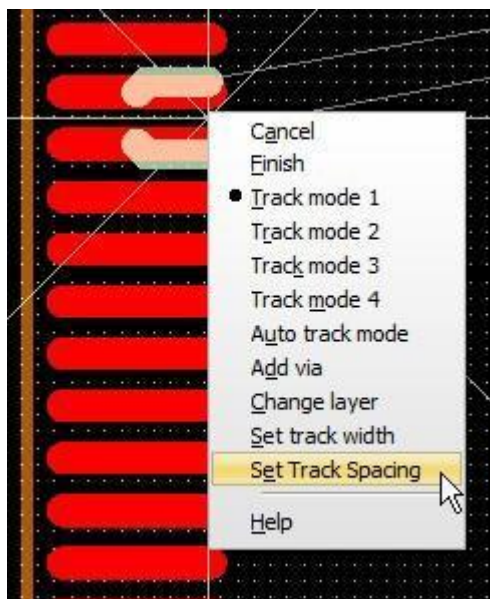 Cancel
Finish
Track mode 1
Track mode 2
Track mode 3
Track mode 4
Auto track mode
Add via
Change layer
Set track width
Set Track Spacing
Help